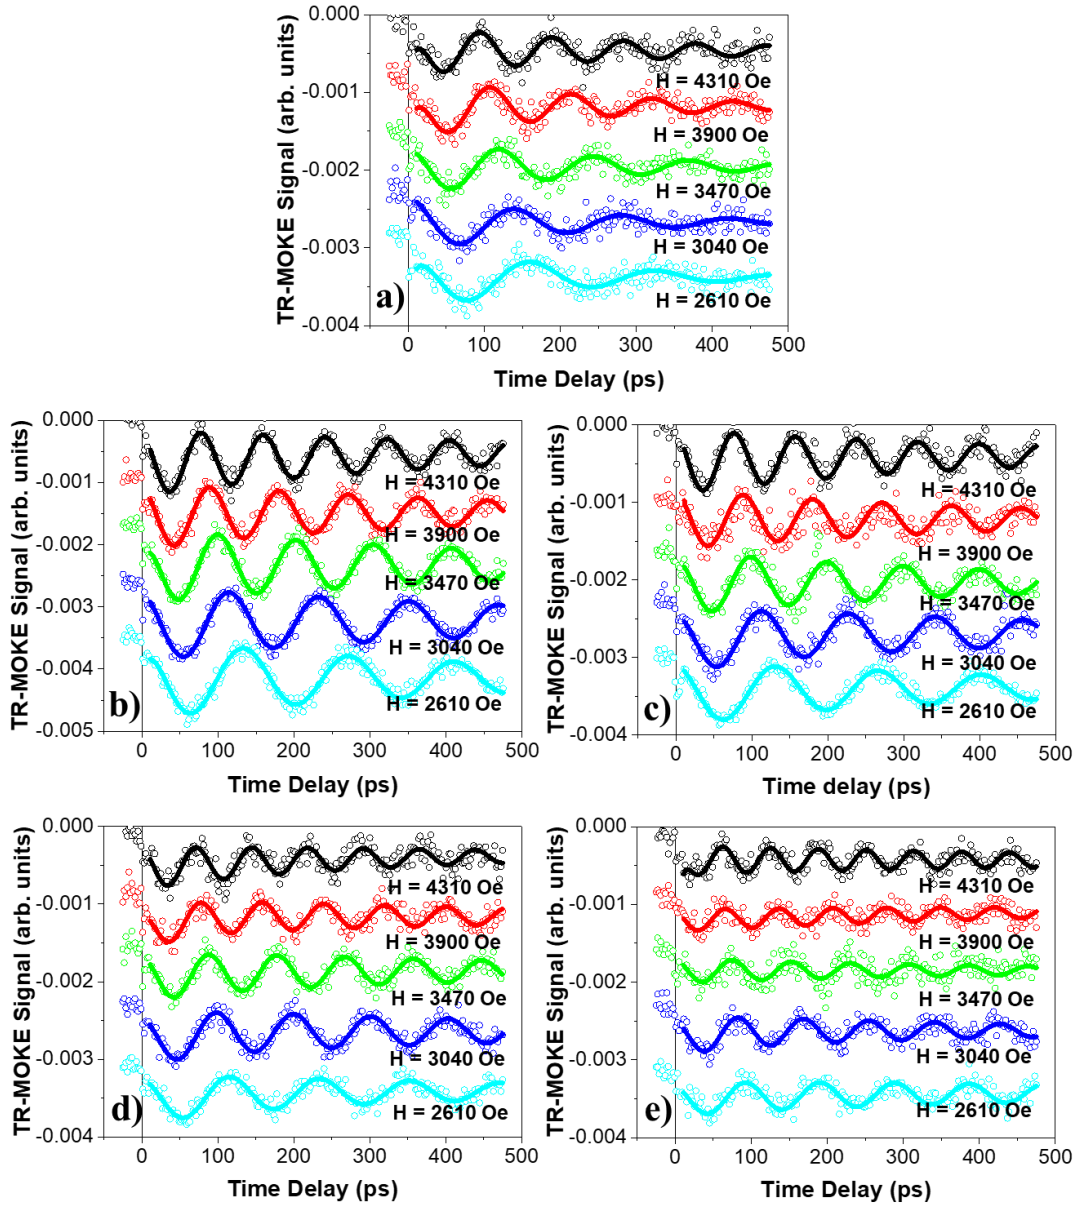 0.000
-0.001
-0.002
-0.003
-0.004
TR-MOKE Signal (arb. units)
H = 4310 Oe
H = 3900 Oe
H = 3470 Oe
H = 3040 Oe
H = 2610 Oe
a)
0 100 200 300 400 500
Time Delay (ps)
0.000
-0.001
-0.002
-0.003
-0.004
-0.005
TR-MOKE Signal (arb. units)
H = 4310 Oe
H = 3900 Oe
H = 3470 Oe
H = 3040 Oe
H = 2610 Oe
b)
0 100 200 300 400 500
Time Delay (ps)
0.000
-0.001
-0.002
-0.003
-0.004
TR-MOKE Signal (arb. units)
H = 4310 Oe
H = 3900 Oe
H = 3470 Oe
H = 3040 Oe
H = 2610 Oe
c)
0 100 200 300 400 500
Time delay (ps)
0.000
-0.001
-0.002
-0.003
-0.004
TR-MOKE Signal (arb. units)
H = 4310 Oe
H = 3900 Oe
H = 3470 Oe
H = 3040 Oe
H = 2610 Oe
d)
0 100 200 300 400 500
Time Delay (ps)
0.000
-0.001
-0.002
-0.003
-0.004
TR-MOKE Signal (arb. units)
H = 4310 Oe
H = 3900 Oe
H = 3470 Oe
H = 3040 Oe
H = 2610 Oe
e)
0 100 200 300 400 500
Time Delay (ps)